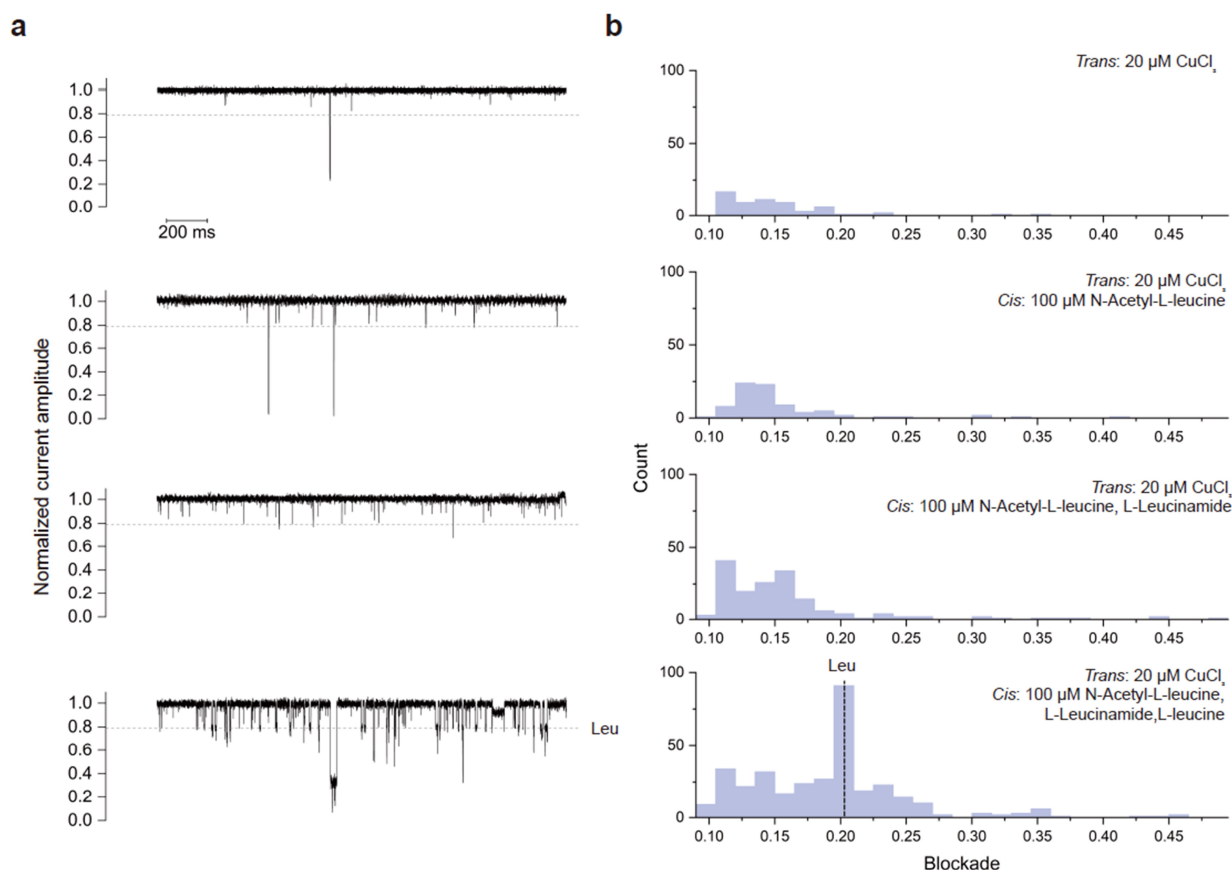 a
b
Normalized current amplitude
1.0
0.8
0.6
0.4
0.2
0.0
200 ms
1.0
0.8
0.6
0.4
0.2
0.0
1.0
0.8
0.6
0.4
0.2
0.0
1.0
0.8
0.6
0.4
0.2
0.0
Leu
Count
100
50
0
Trans: 20 µM CuCl
0.10 0.15 0.20 0.25 0.30 0.35 0.40 0.45
100
50
0
Trans: 20 µM CuCl
Cis: 100 µM N-Acetyl-L-leucine
0.10 0.15 0.20 0.25 0.30 0.35 0.40 0.45
100
50
0
Trans: 20 µM CuCl
Cis: 100 µM N-Acetyl-L-leucine, L-Leucinamide
0.10 0.15 0.20 0.25 0.30 0.35 0.40 0.45
100
50
0
Leu
Trans: 20 µM CuCl
Cis: 100 µM N-Acetyl-L-leucine,
L-Leucinamide,L-leucine
0.10 0.15 0.20 0.25 0.30 0.35 0.40 0.45
Blockade